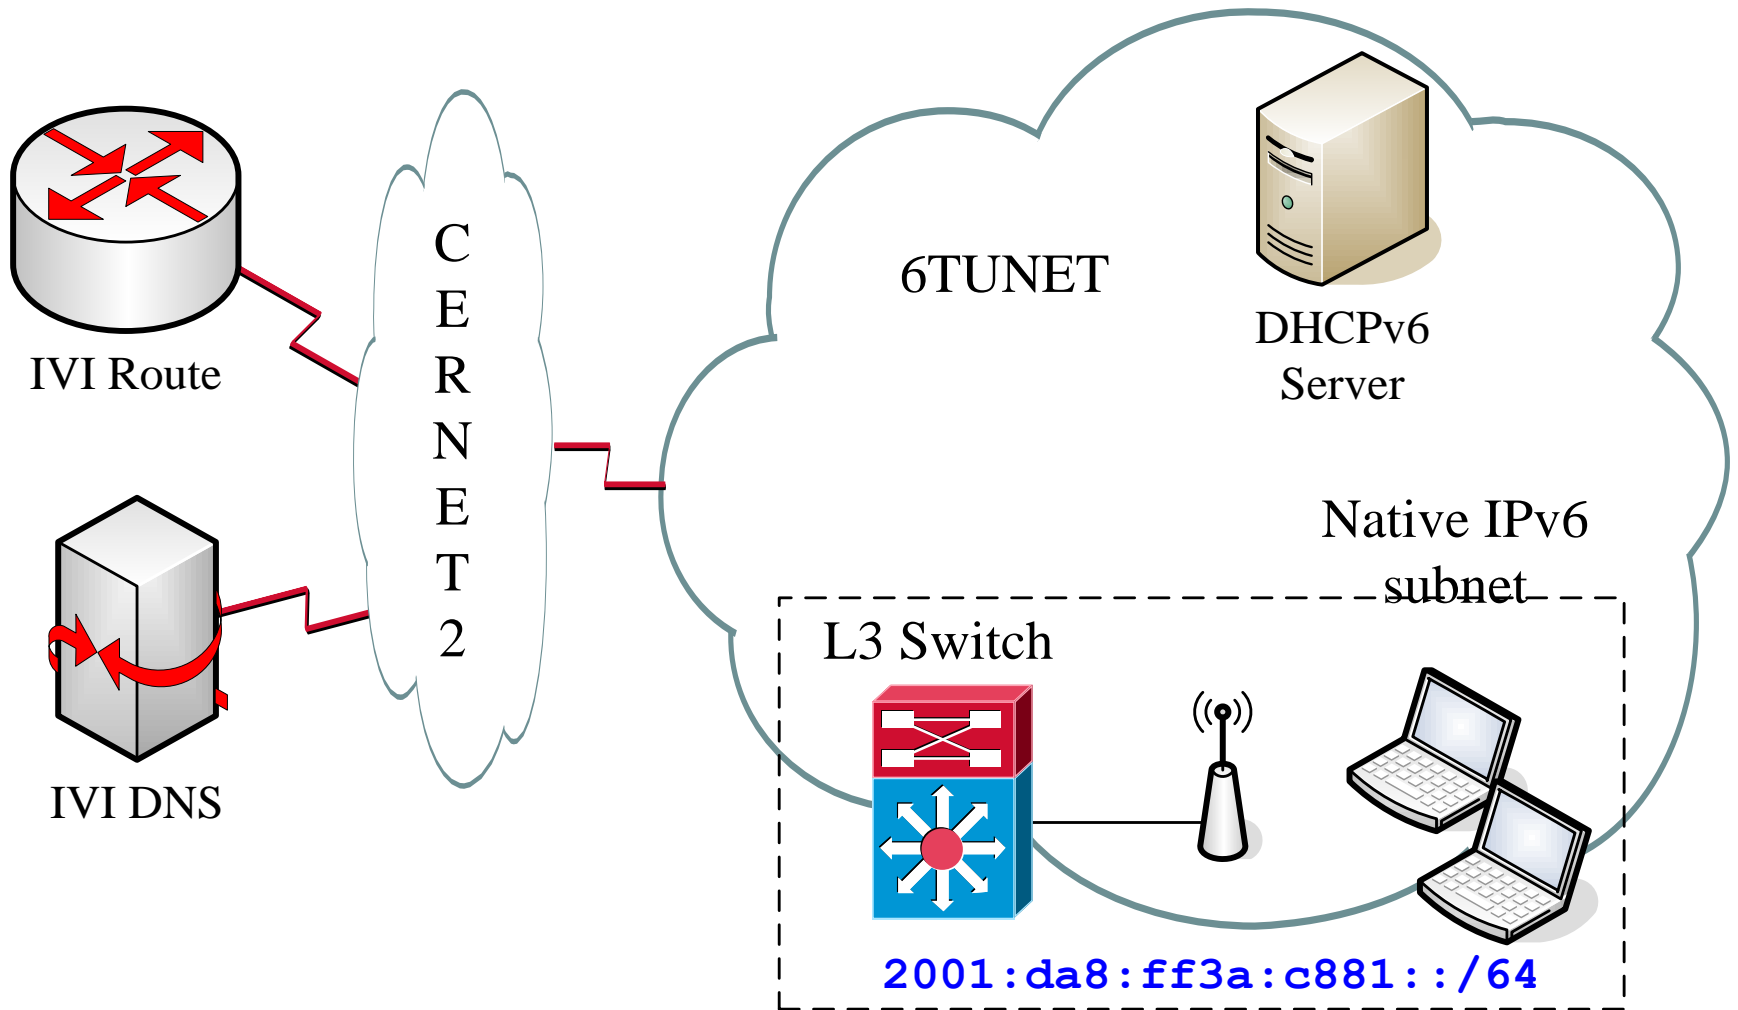 IVI Route
IVI DNS
C
E
R
N
E
T
2
6TUNET
DHCPv6
Server
Native IPv6
subnet
L3 Switch
2001:da8:ff3a:c881::/64